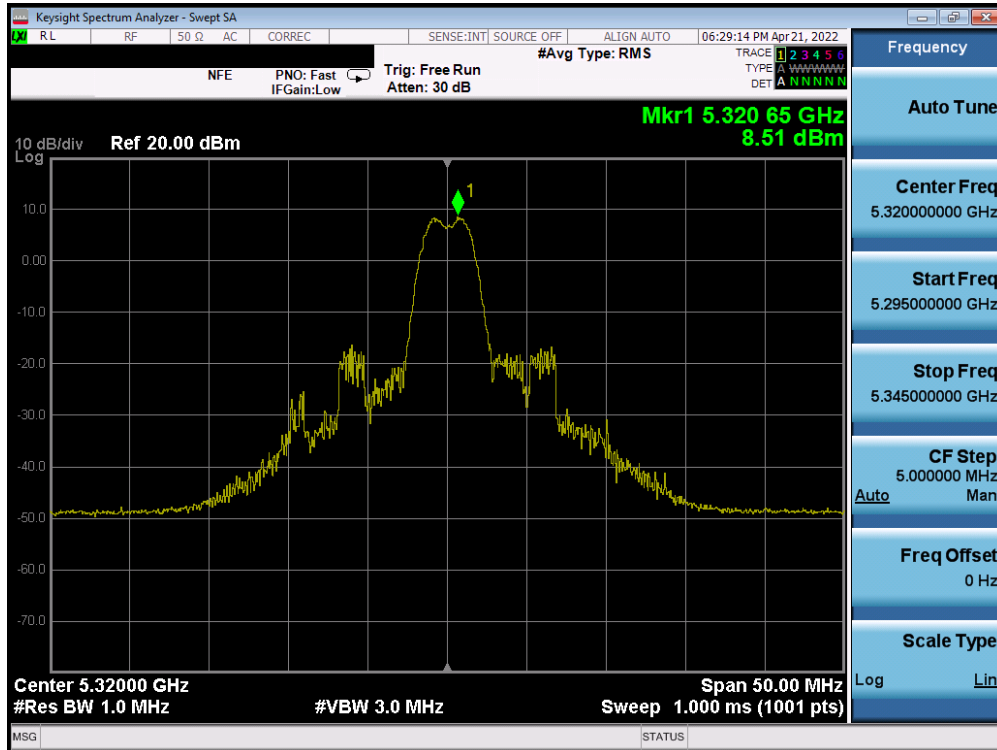 Keysight Spectrum Analyzer - Swept SA
LXI RL RF 50 Ω AC CORREC SENSE:INT SOURCE OFF ALIGN AUTO 06:29:14 PM Apr 21, 2022
#Avg Type: RMS
TRACE 1 2 3 4 5 6
TYPE A WWWWW
DET A N N N N N
NFE PNO: Fast Trig: Free Run
IFGain:Low Atten: 30 dB
Mkr1 5.320 65 GHz
8.51 dBm
10 dB/div Ref 20.00 dBm
Log
1
10.0
0.00
-10.0
-20.0
-30.0
-40.0
-50.0
-60.0
-70.0
Center 5.32000 GHz Span 50.00 MHz
#Res BW 1.0 MHz #VBW 3.0 MHz Sweep 1.000 ms (1001 pts)
MSG STATUS
Frequency
Auto Tune
Center Freq
5.320000000 GHz
Start Freq
5.295000000 GHz
Stop Freq
5.345000000 GHz
CF Step
5.000000 MHz
Auto Man
Freq Offset
0 Hz
Scale Type
Log Lin